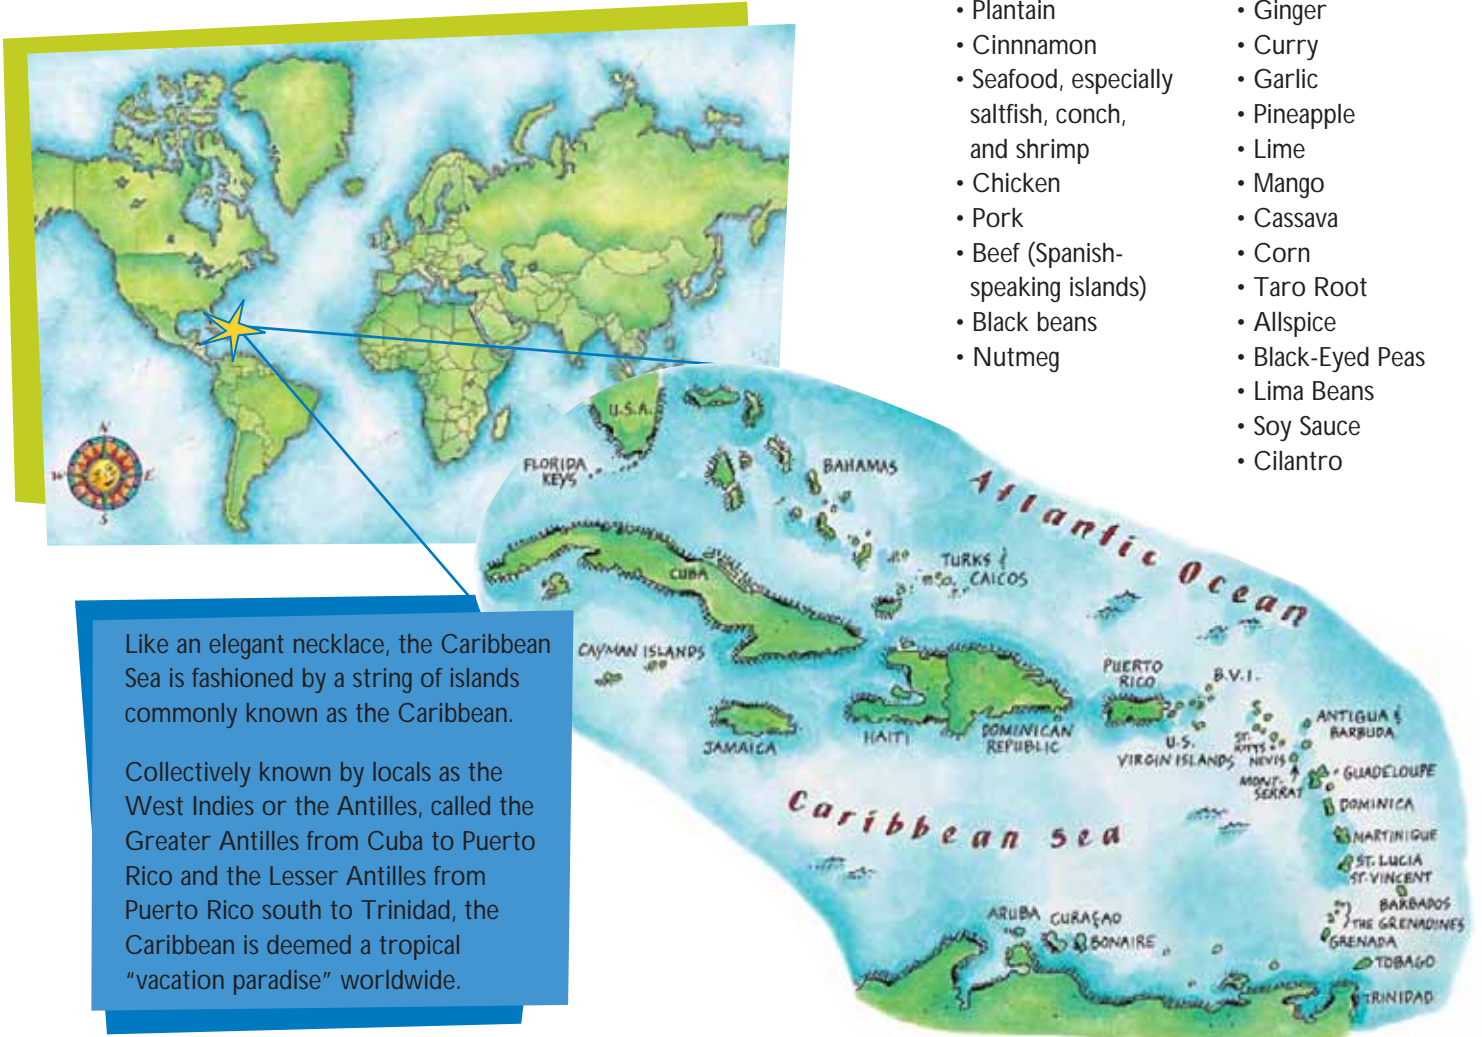 • Plantain
• Cinnnamon
• Seafood, especially
saltfish, conch,
and shrimp
• Chicken
• Pork
• Beef (Spanish-
speaking islands)
• Black beans
• Nutmeg
• Ginger
• Curry
• Garlic
• Pineapple
• Lime
• Mango
• Cassava
• Corn
• Taro Root
• Allspice
• Black-Eyed Peas
• Lima Beans
• Soy Sauce
• Cilantro
N
W
E
S
U.S.A.
FLORIDA
KEYS
BAHAMAS
Atlantic Ocean
TURKS &
CAICOS
CUBA
CAYMAN ISLANDS
JAMAICA
HAITI
DOMINICAN
REPUBLIC
PUERTO
RICO
B.V.I.
U.S.
VIRGIN ISLANDS
ST.
KITTS
NEVIS
MONT-
SERRAT
ANTIGUA &
BARBUDA
GUADELOUPE
DOMINICA
MARTINIQUE
ST. LUCIA
ST. VINCENT
BARBADOS
THE GRENADINES
GRENADA
TOBAGO
TRINIDAD
Caribbean Sea
ARUBA
CURAÇAO
BONAIRE
Like an elegant necklace, the Caribbean
Sea is fashioned by a string of islands
commonly known as the Caribbean.
Collectively known by locals as the
West Indies or the Antilles, called the
Greater Antilles from Cuba to Puerto
Rico and the Lesser Antilles from
Puerto Rico south to Trinidad, the
Caribbean is deemed a tropical
“vacation paradise” worldwide.